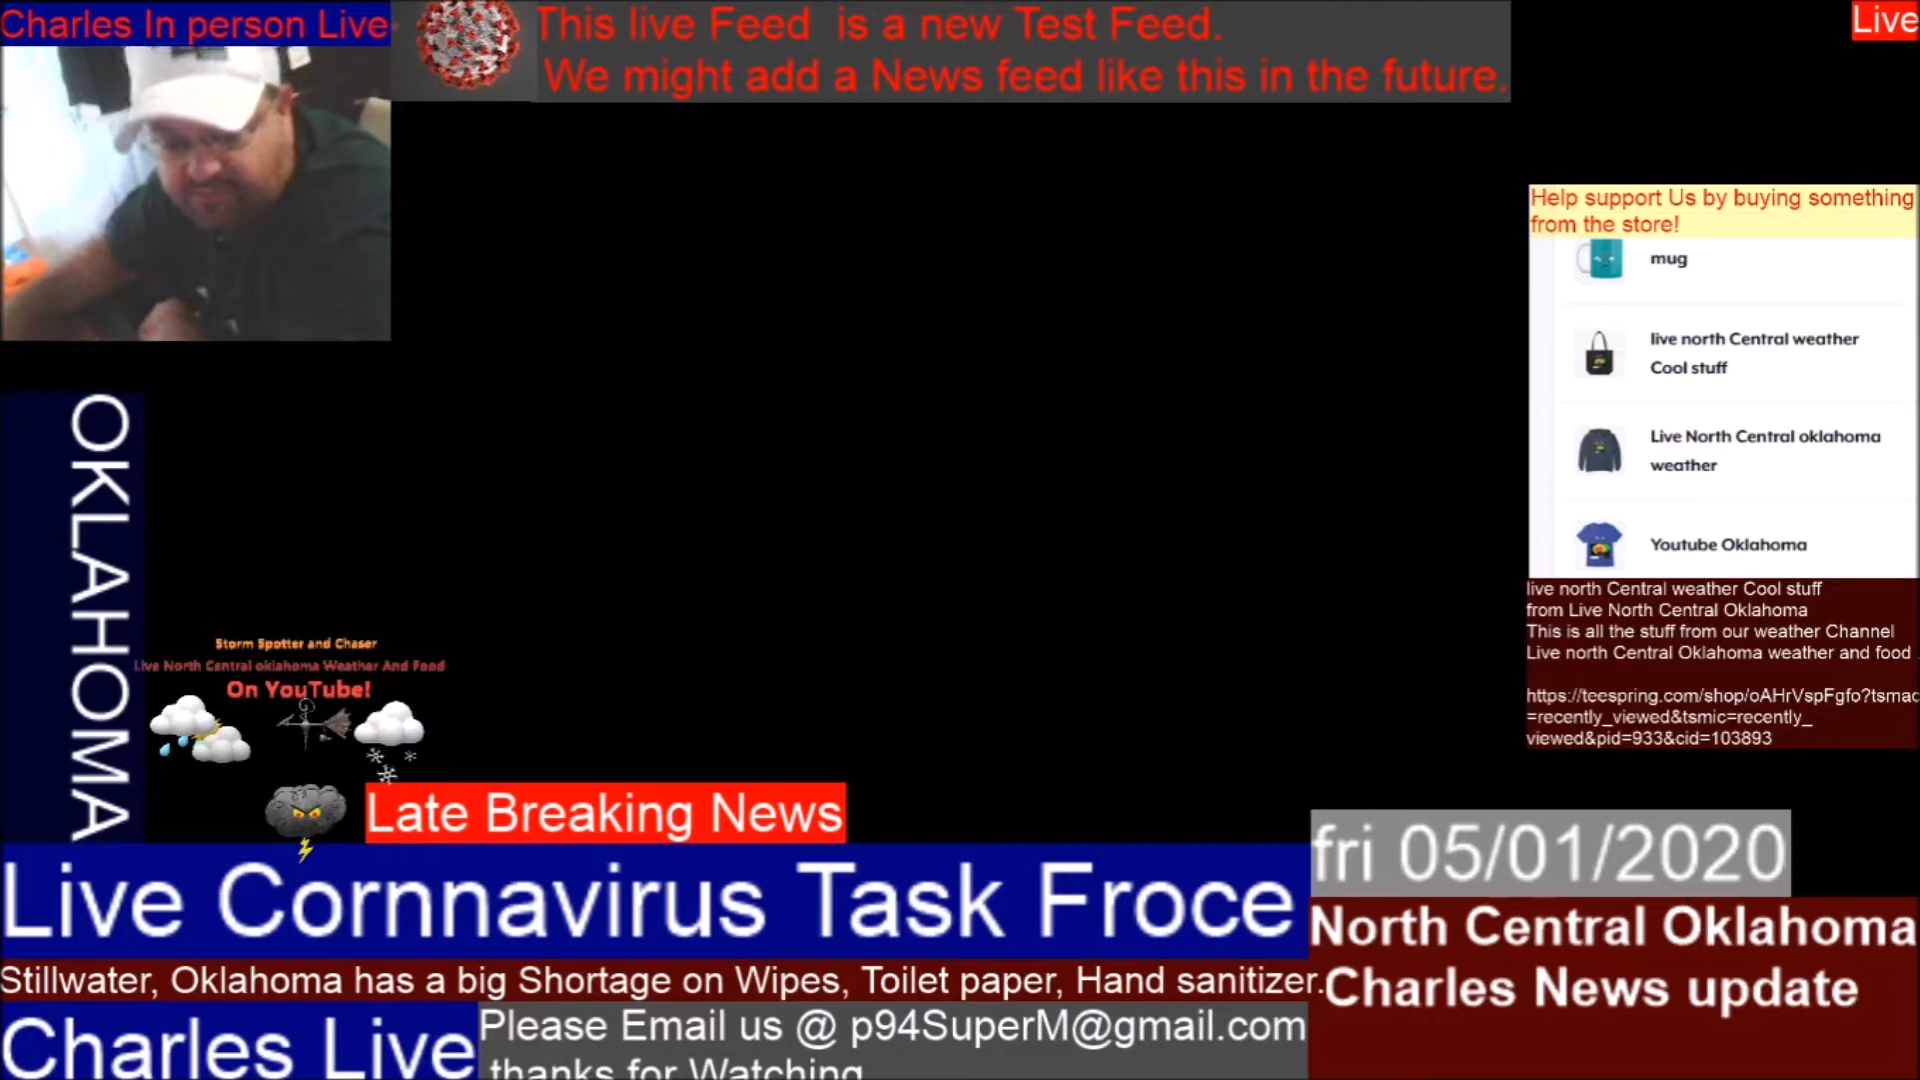 Charles In person Live
This live Feed is a new Test Feed.
We might add a News feed like this in the future.
Live
Help support Us by buying something
from the store!
mug
live north Central weather
Cool stuff
Live North Central oklahoma
weather
Youtube Oklahoma
live north Central weather Cool stuff
from Live North Central Oklahoma
This is all the stuff from our weather Channel
Live north Central Oklahoma weather and food .
https://teespring.com/shop/oAHrVspFgfo?tsmac
=recently_viewed&tsmic=recently_
viewed&pid=933&cid=103893
OKLAHOMA
Storm Spotter and Chaser
Live North Central oklahoma Weather And Food
On YouTube!
Late Breaking News
Live Cornnavirus Task Froce
fri 05/01/2020
North Central Oklahoma
Charles News update
Stillwater, Oklahoma has a big Shortage on Wipes, Toilet paper, Hand sanitizer.
Charles Live
Please Email us @ p94SuperM@gmail.com
thanks for Watching